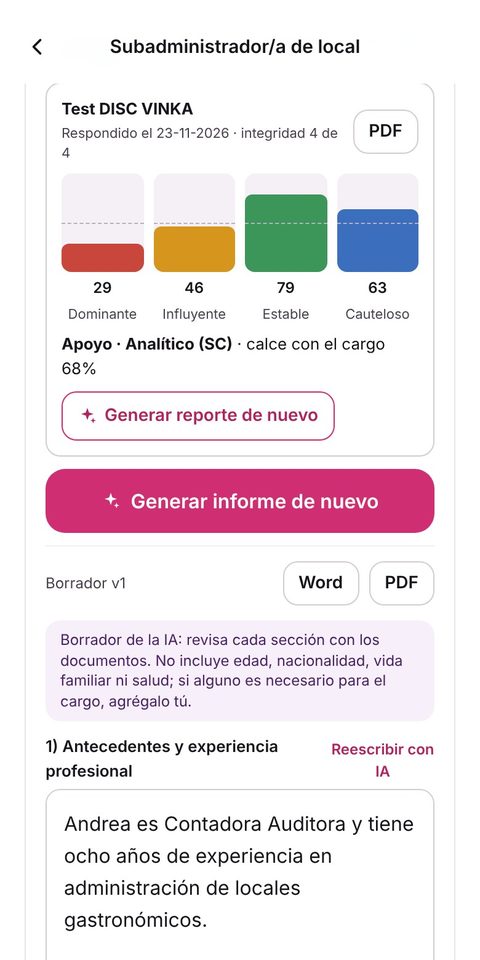 Subadministrador/a de local
Test DISC VINKA
Respondido el 23-11-2026 · integridad 4 de
4
PDF
29
46
79
63
Dominante
Influyente
Estable
Cauteloso
Apoyo · Analítico (SC) · calce con el cargo
68%
Generar reporte de nuevo
Generar informe de nuevo
Borrador v1
Word
PDF
Borrador de la IA: revisa cada sección con los
documentos. No incluye edad, nacionalidad, vida
familiar ni salud; si alguno es necesario para el
cargo, agrégalo tú.
1) Antecedentes y experiencia
profesional
Reescribir con
IA
Andrea es Contadora Auditora y tiene
ocho años de experiencia en
administración de locales
gastronómicos.